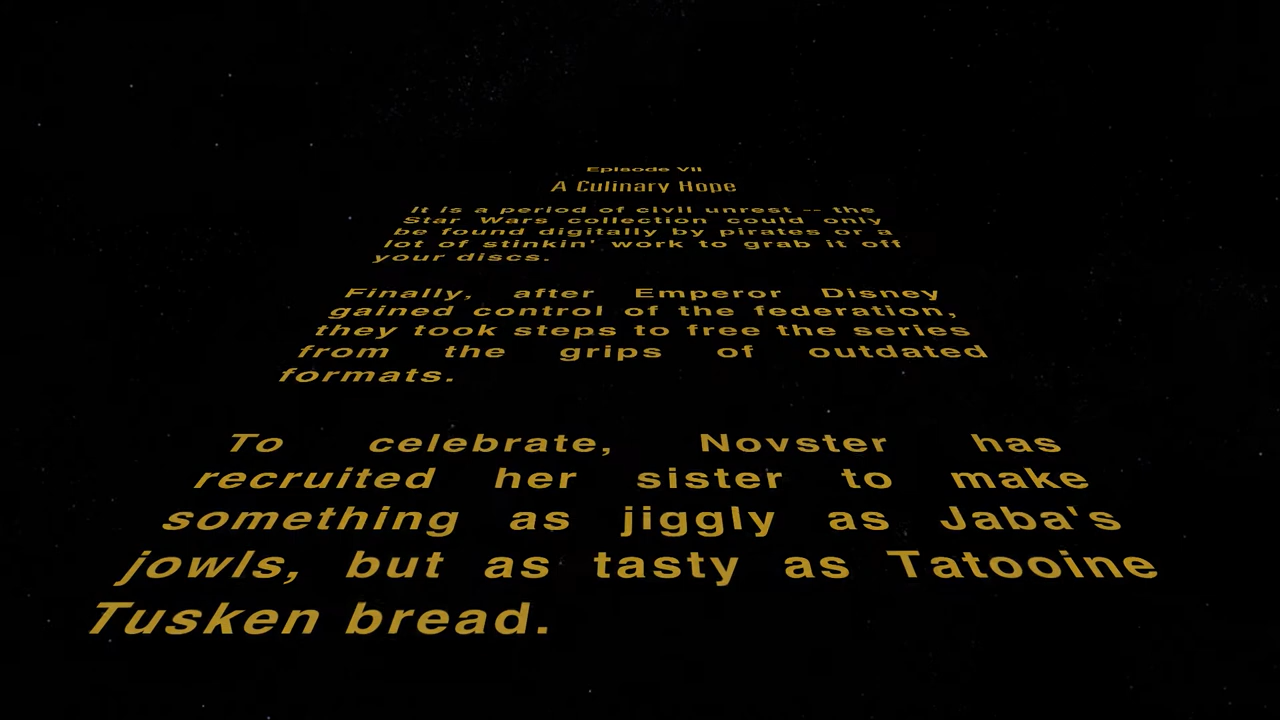 Episode VII
A Culinary Hope
It is a period of civil unrest -- the
Star Wars collection could only
be found digitally by pirates or a
lot of stinkin' work to grab it off
your discs.
Finally, after Emperor Disney
gained control of the federation,
they took steps to free the series
from the grips of outdated
formats.
To celebrate, Novster has
recruited her sister to make
something as jiggly as Jaba's
jowls, but as tasty as Tatooine
Tusken bread.